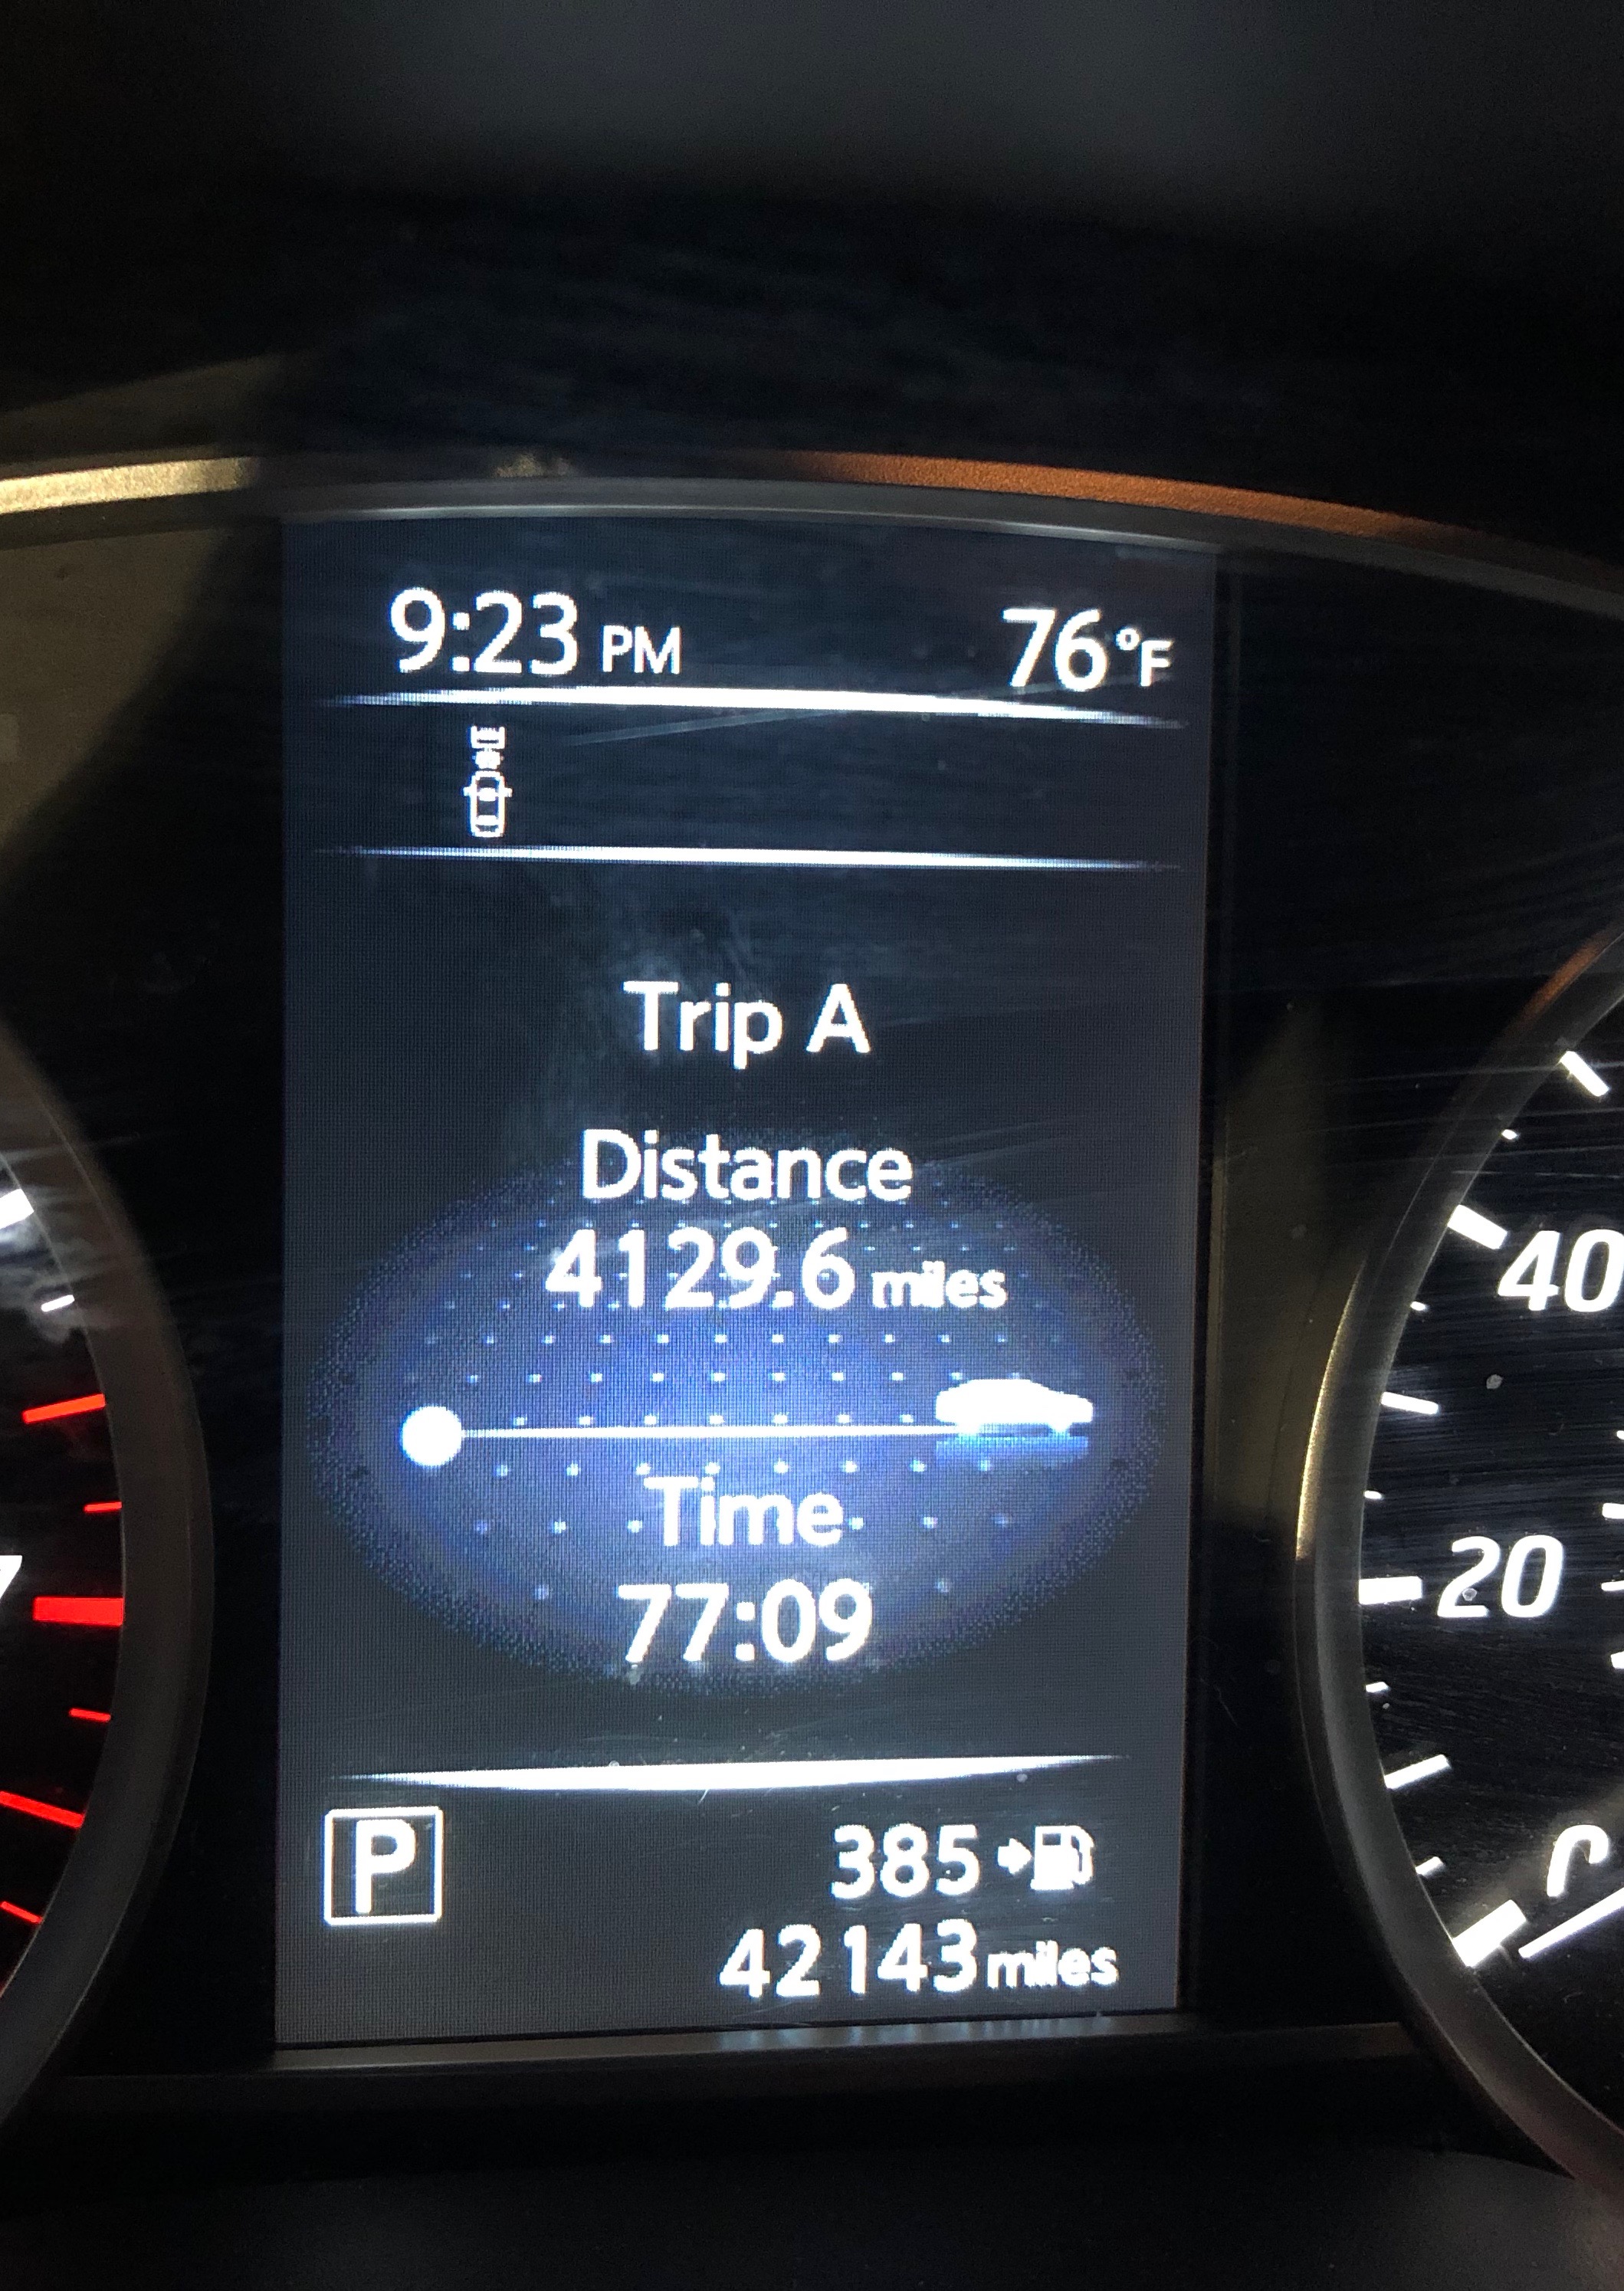 9:23 PM 76°F
Trip A
Distance
4129.6 miles
40
Time
20
77:09
P 385
42143 miles